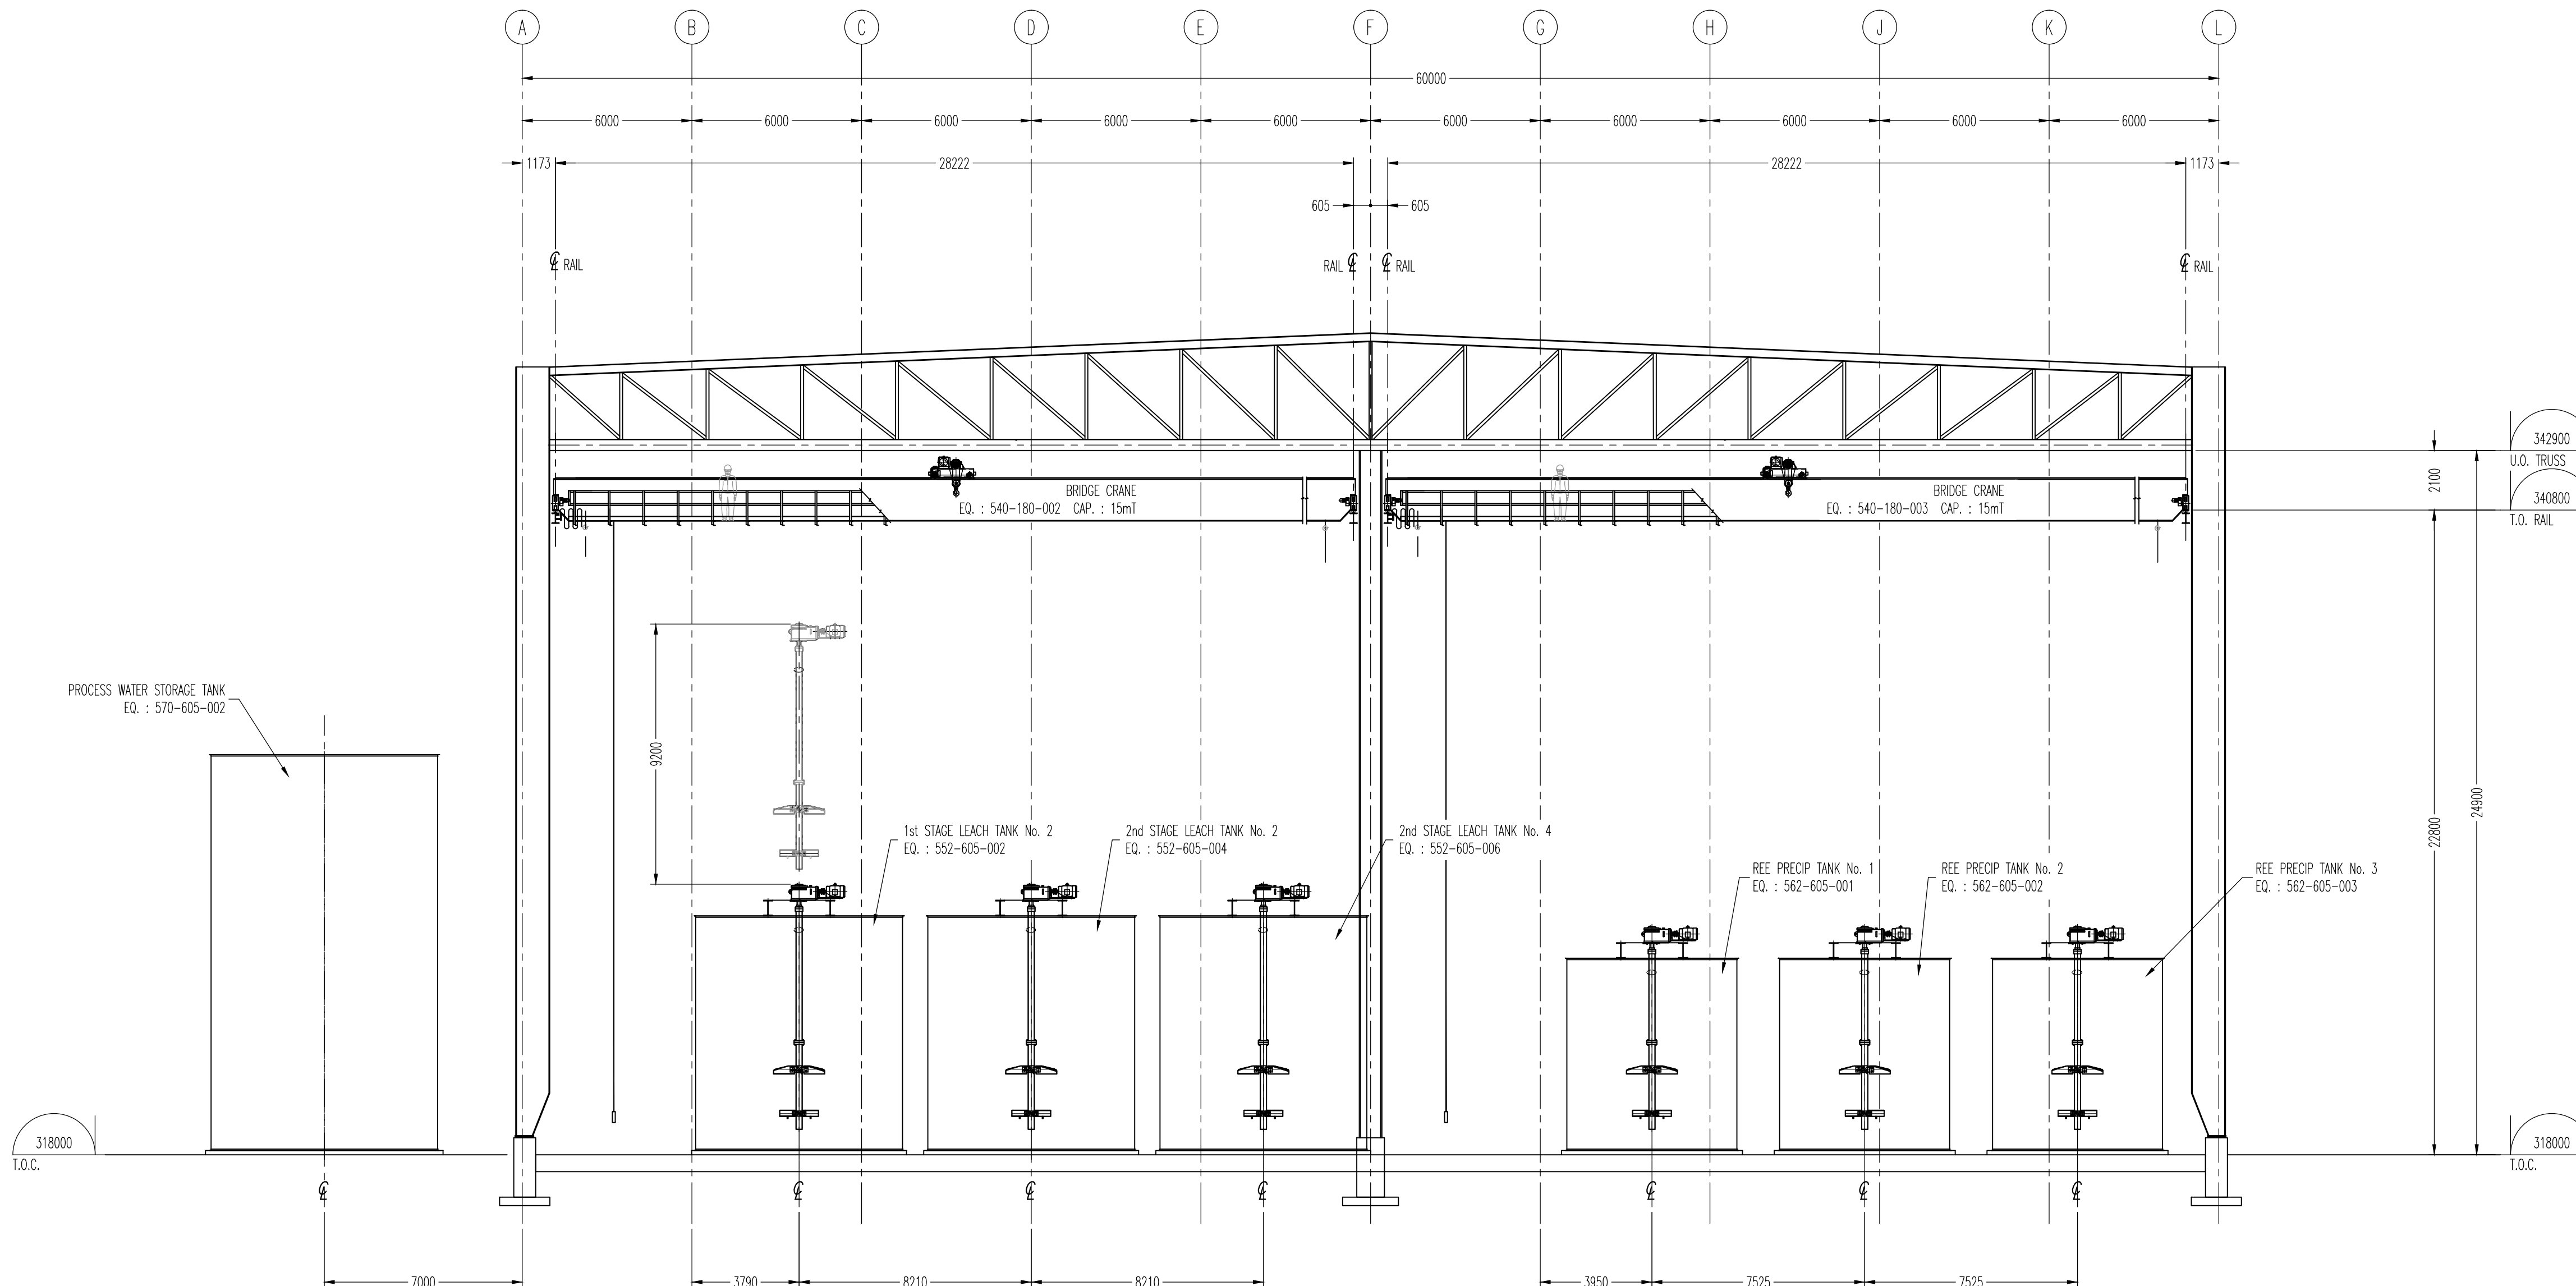 A B C D E F G H J K L
60000
6000 6000 6000 6000 6000 6000 6000 6000 6000 6000
1173 28222 28222 1173
605 605
℄ RAIL RAIL ℄ ℄ RAIL ℄ RAIL
342900
U.O. TRUSS
2100
340800
T.O. RAIL
BRIDGE CRANE
EQ. : 540-180-002 CAP. : 15mT
BRIDGE CRANE
EQ. : 540-180-003 CAP. : 15mT
PROCESS WATER STORAGE TANK
EQ. : 570-605-002
9200
1st STAGE LEACH TANK No. 2
EQ. : 552-605-002
2nd STAGE LEACH TANK No. 2
EQ. : 552-605-004
2nd STAGE LEACH TANK No. 4
EQ. : 552-605-006
REE PRECIP TANK No. 1
EQ. : 562-605-001
REE PRECIP TANK No. 2
EQ. : 562-605-002
REE PRECIP TANK No. 3
EQ. : 562-605-003
22800
24900
318000
T.O.C.
318000
T.O.C.
℄ ℄ ℄ ℄ ℄ ℄ ℄
7000 3790 8210 8210 3950 7525 7525